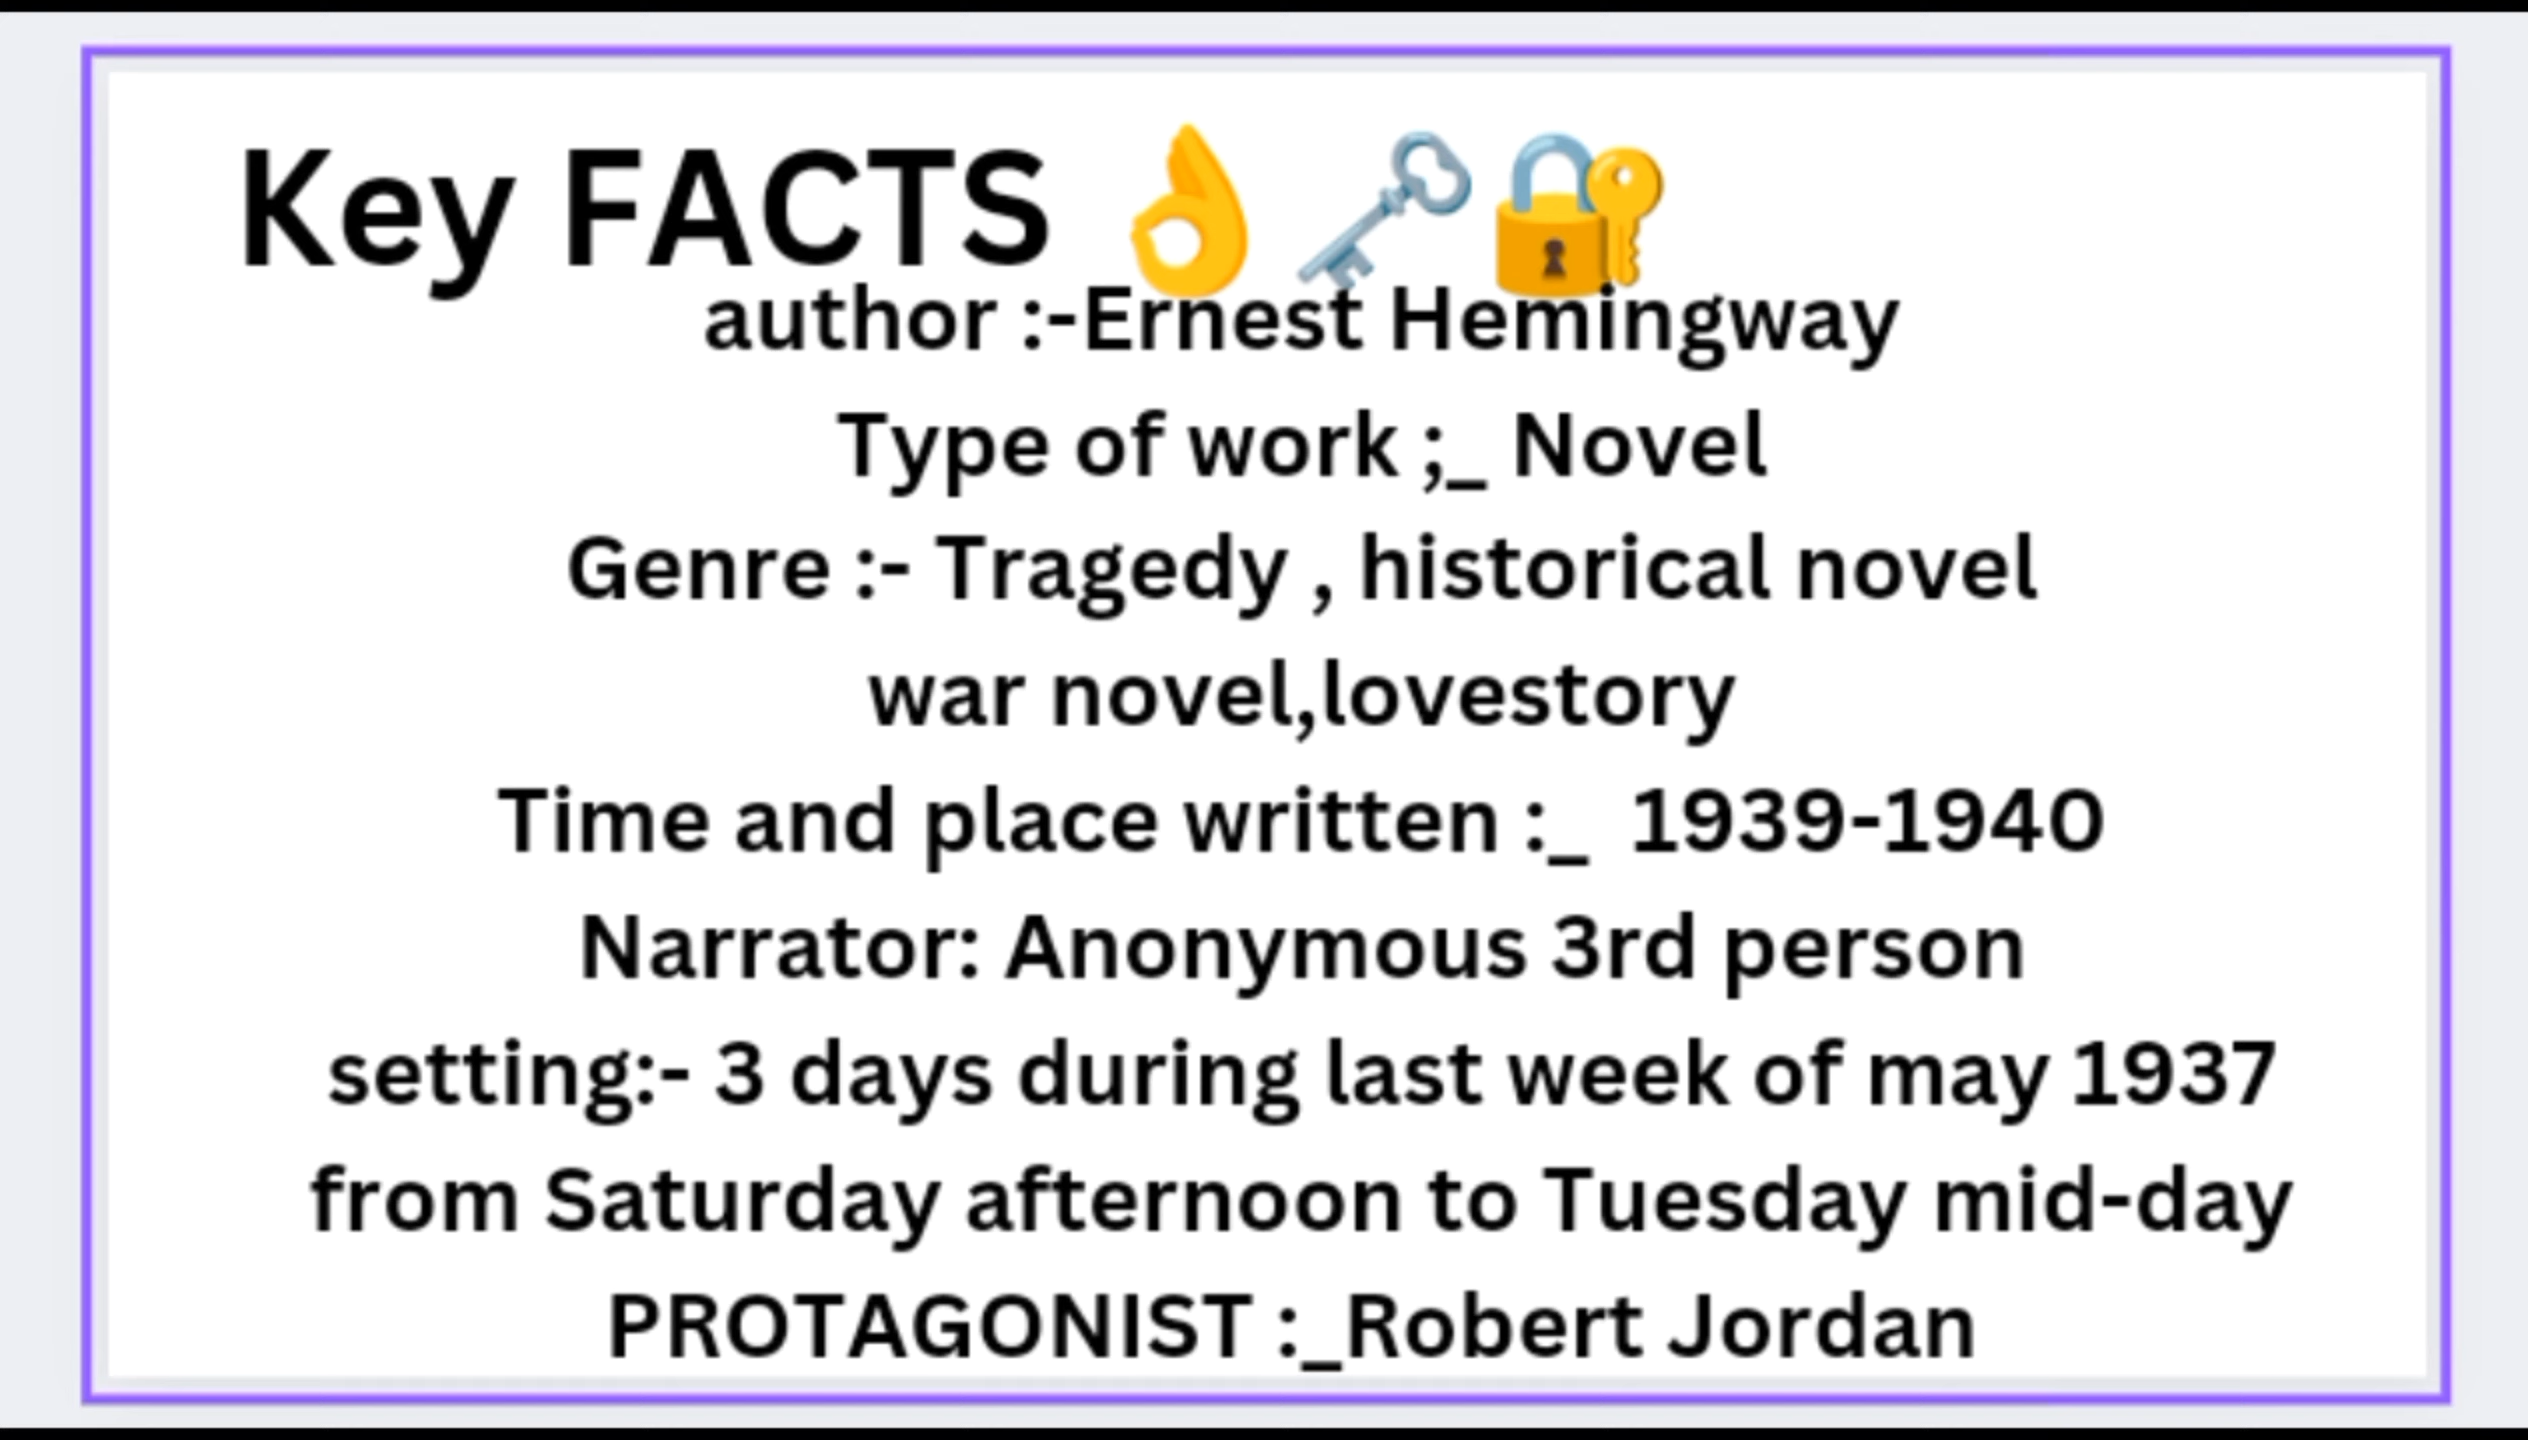 Key FACTS 👌🗝️🔐
author :-Ernest Hemingway
Type of work ;_ Novel
Genre :- Tragedy , historical novel
war novel,lovestory
Time and place written :_ 1939-1940
Narrator: Anonymous 3rd person
setting:- 3 days during last week of may 1937
from Saturday afternoon to Tuesday mid-day
PROTAGONIST :_Robert Jordan